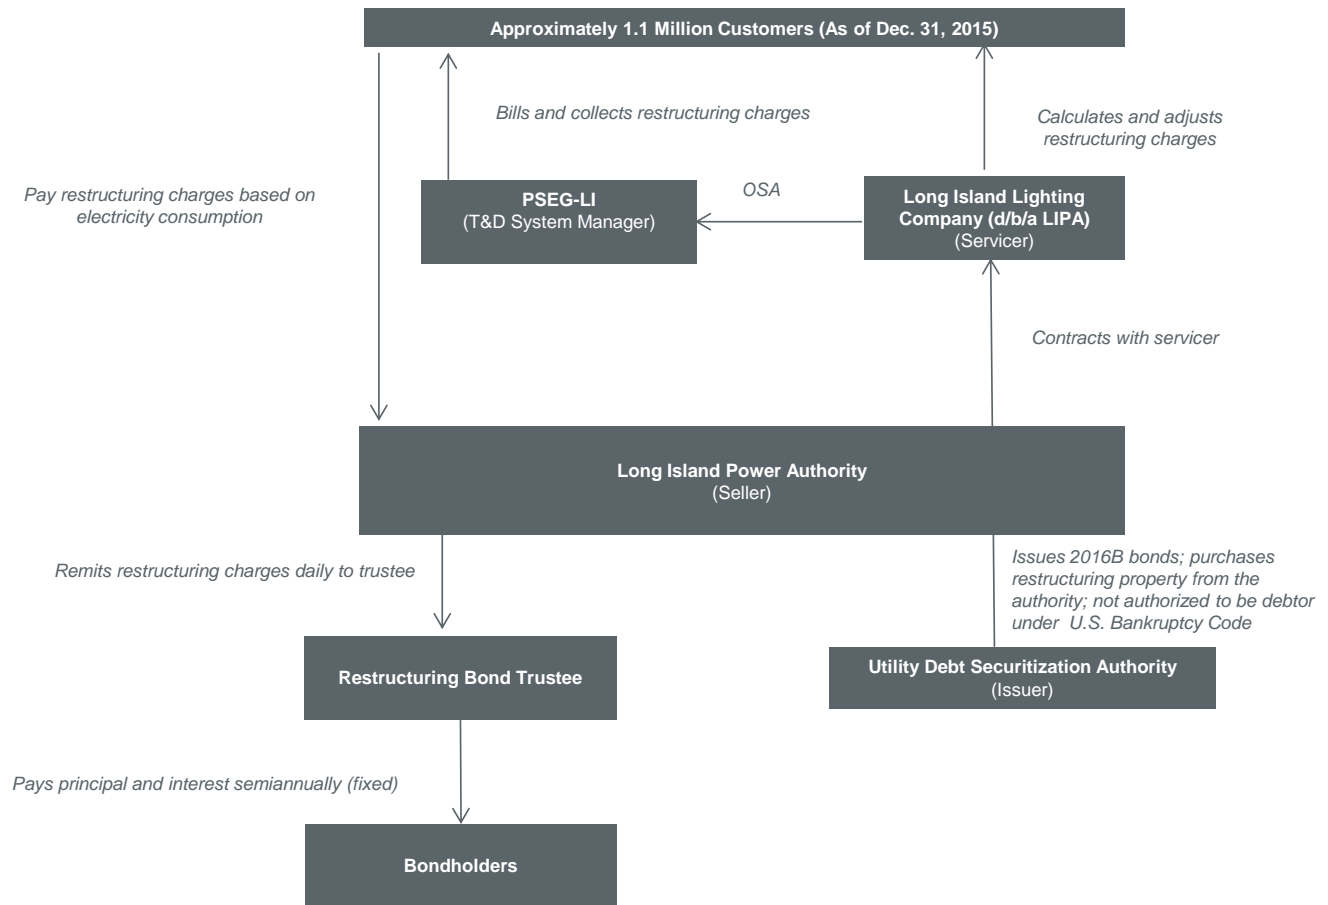 Approximately 1.1 Million Customers (As of Dec. 31, 2015)
Bills and collects restructuring charges
Calculates and adjusts
restructuring charges
Pay restructuring charges based on
electricity consumption
PSEG-LI
(T&D System Manager)
OSA
Long Island Lighting
Company (d/b/a LIPA)
(Servicer)
Contracts with servicer
Long Island Power Authority
(Seller)
Remits restructuring charges daily to trustee
Issues 2016B bonds; purchases
restructuring property from the
authority; not authorized to be debtor
under U.S. Bankruptcy Code
Restructuring Bond Trustee
Utility Debt Securitization Authority
(Issuer)
Pays principal and interest semiannually (fixed)
Bondholders